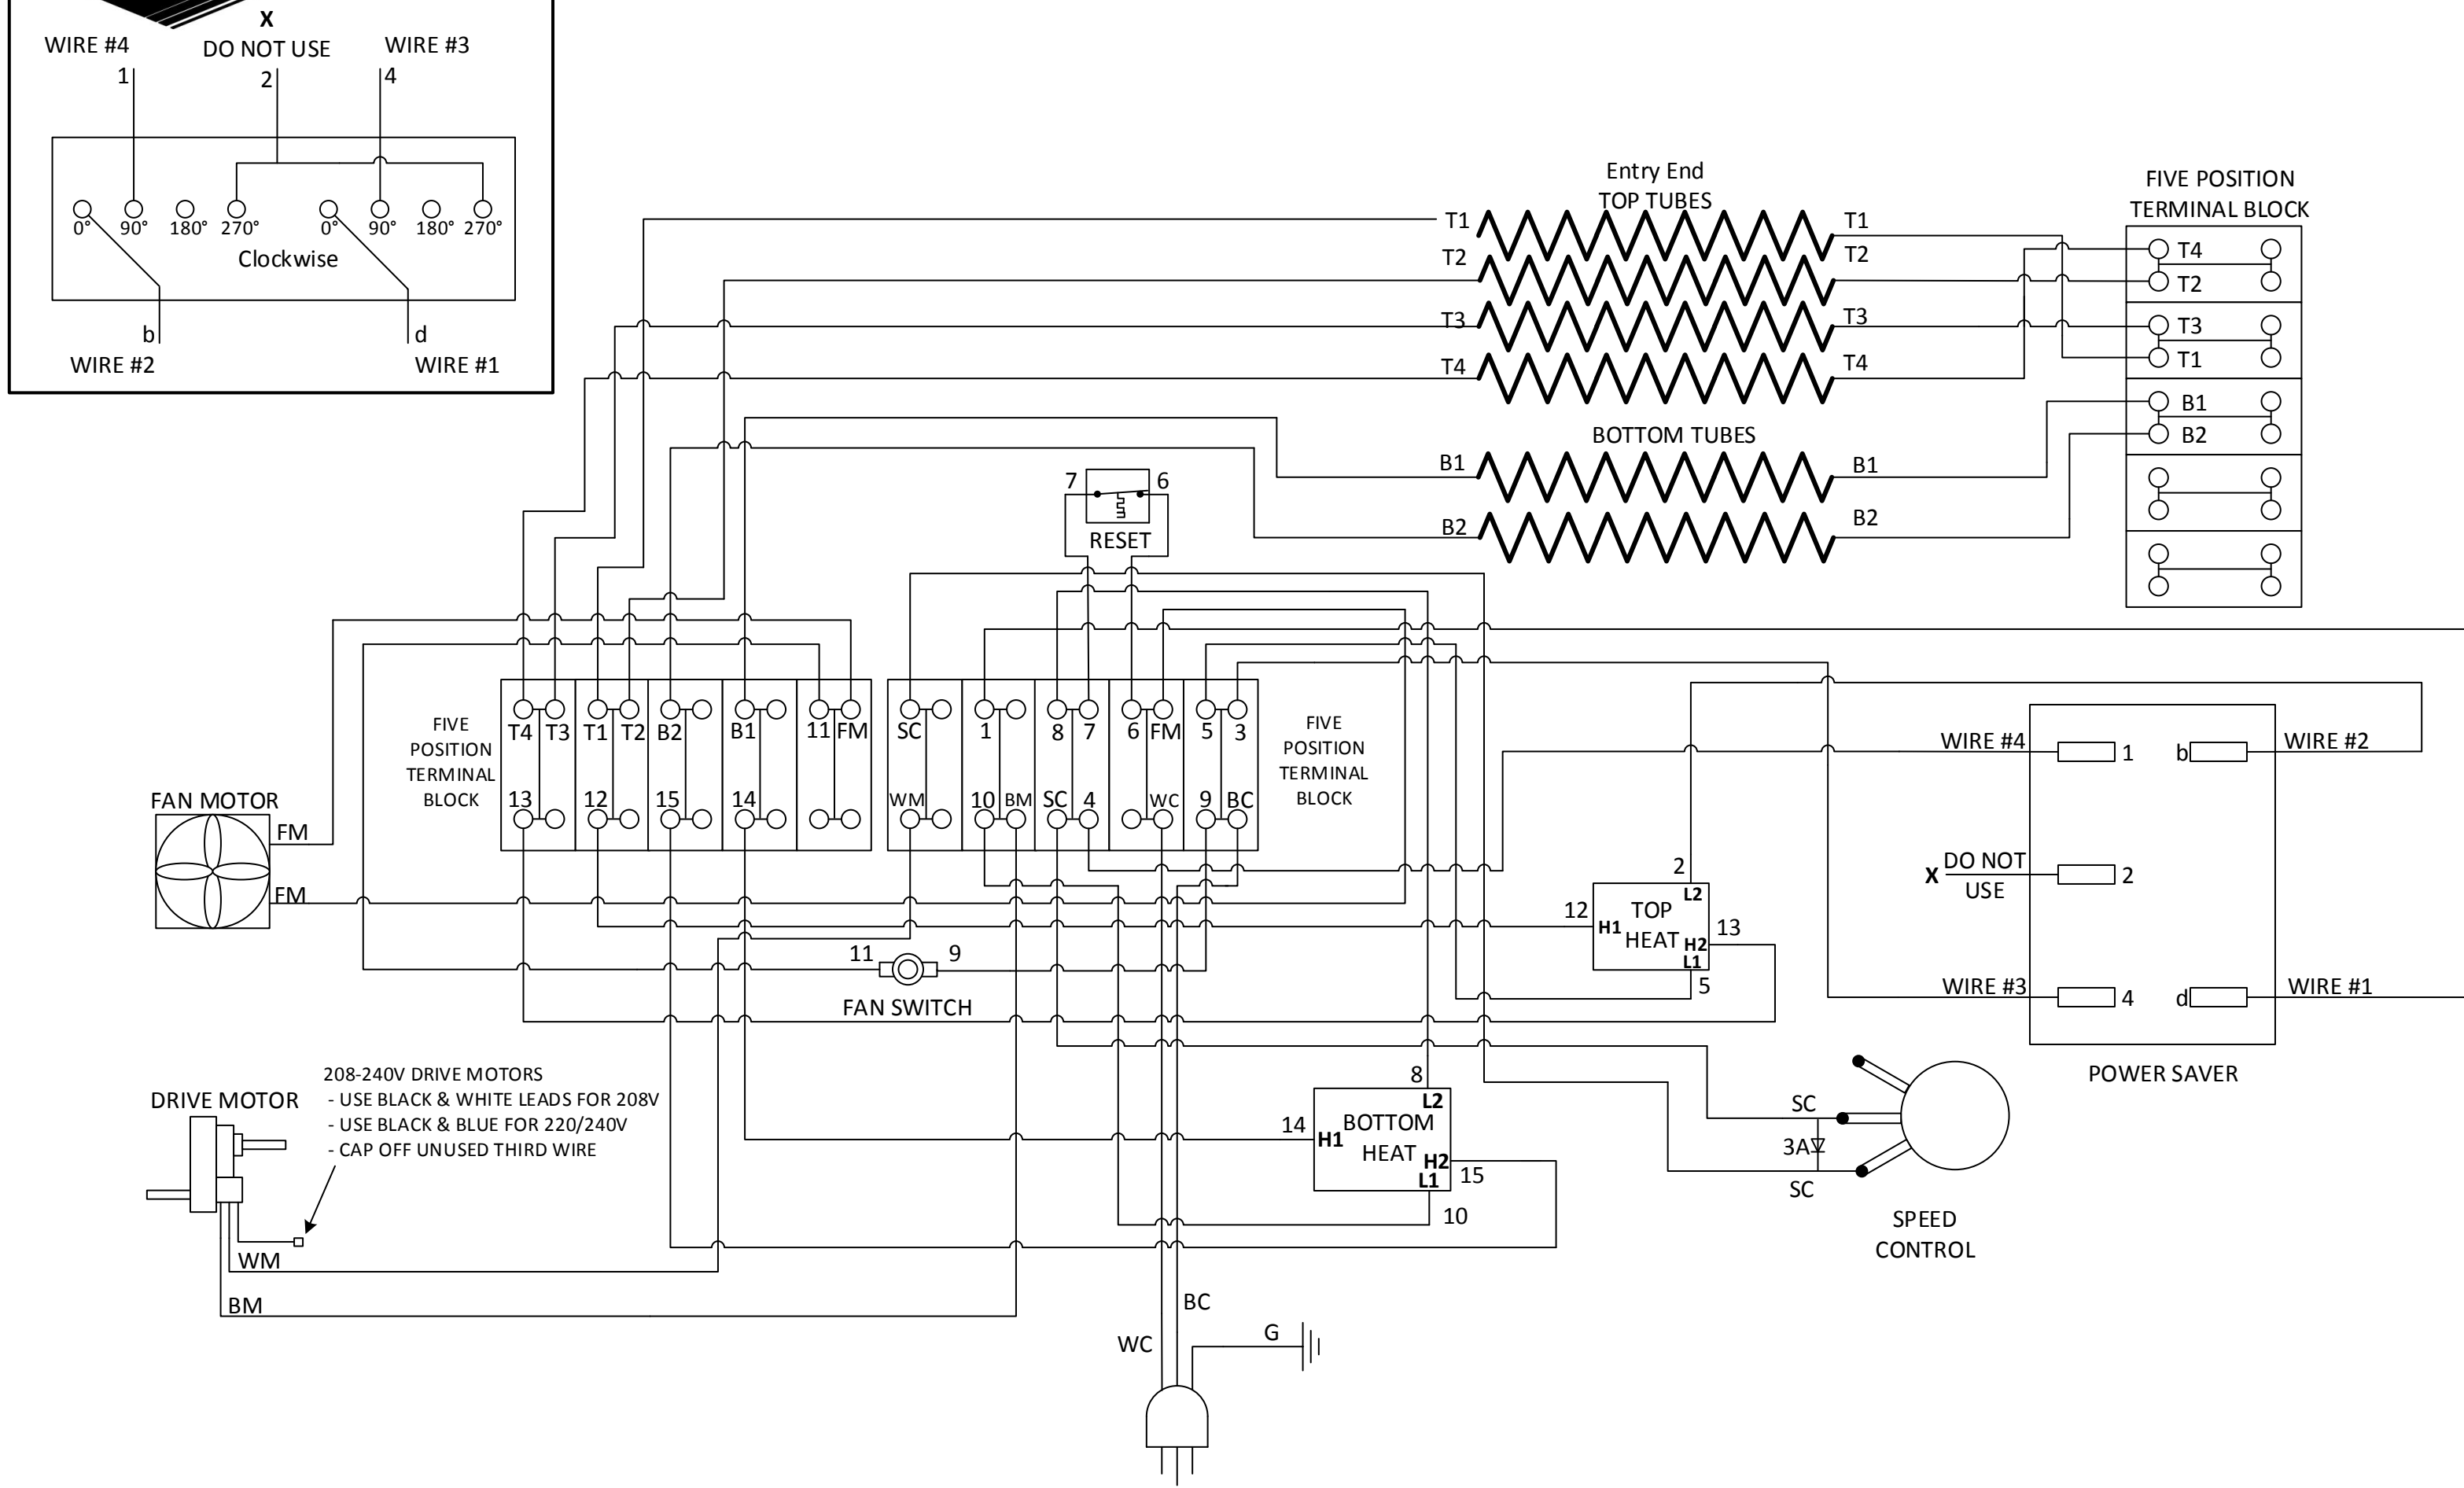 X
WIRE #4
DO NOT USE
WIRE #3
1
2
4
0°
90°
180°
270°
0°
90°
180°
270°
Clockwise
b
d
WIRE #2
WIRE #1
Entry End
TOP TUBES
T1
T1
T2
T2
T3
T3
T4
T4
BOTTOM TUBES
B1
B1
B2
B2
FIVE POSITION
TERMINAL BLOCK
T4
T2
T3
T1
B1
B2
7
6
RESET
FIVE
POSITION
TERMINAL
BLOCK
T4
T3
T1
T2
B2
B1
11
FM
13
12
15
14
SC
1
8
7
6
FM
5
3
WM
10
BM
SC
4
WC
9
BC
FIVE
POSITION
TERMINAL
BLOCK
FAN MOTOR
FM
FM
11
9
FAN SWITCH
2
L2
12
TOP
H1
HEAT
H2
13
L1
5
WIRE #4
1
b
WIRE #2
DO NOT
X
USE
2
WIRE #3
4
d
WIRE #1
POWER SAVER
208-240V DRIVE MOTORS
- USE BLACK & WHITE LEADS FOR 208V
- USE BLACK & BLUE FOR 220/240V
- CAP OFF UNUSED THIRD WIRE
DRIVE MOTOR
WM
BM
8
L2
14
BOTTOM
H1
HEAT
H2
15
L1
10
SC
3A
SC
SPEED
CONTROL
BC
WC
G